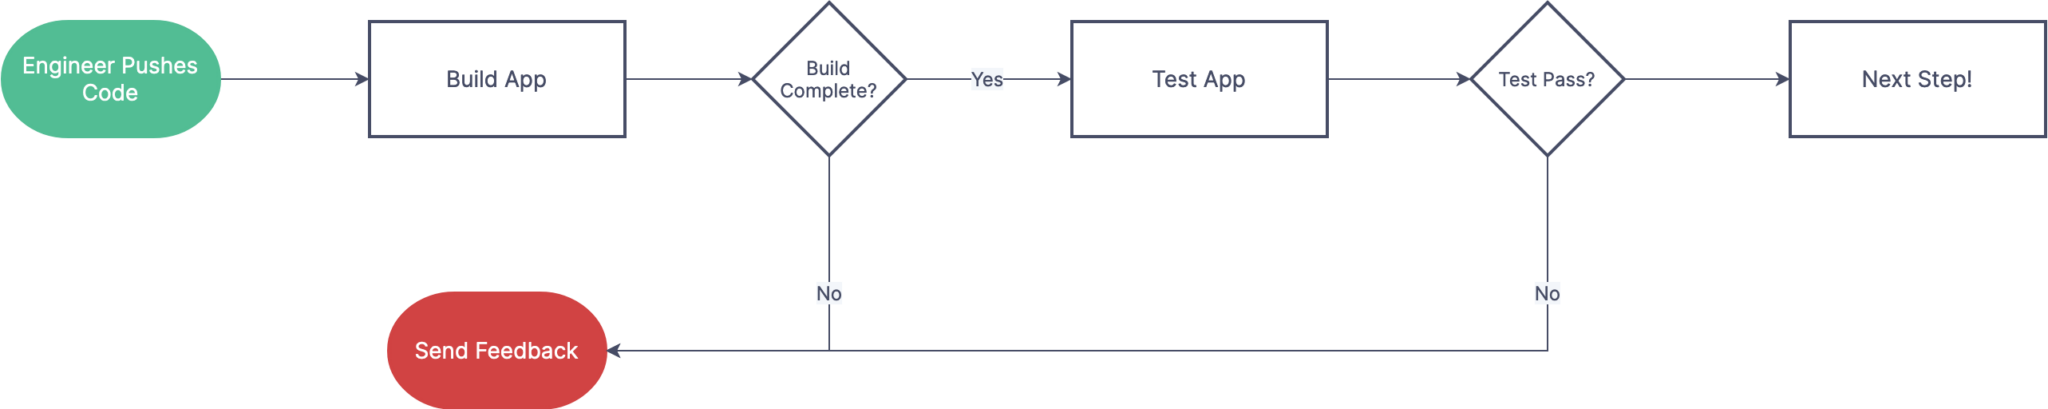 Engineer Pushes
Code
Build App
Build
Complete?
Yes
Test App
Test Pass?
Next Step!
No
No
Send Feedback